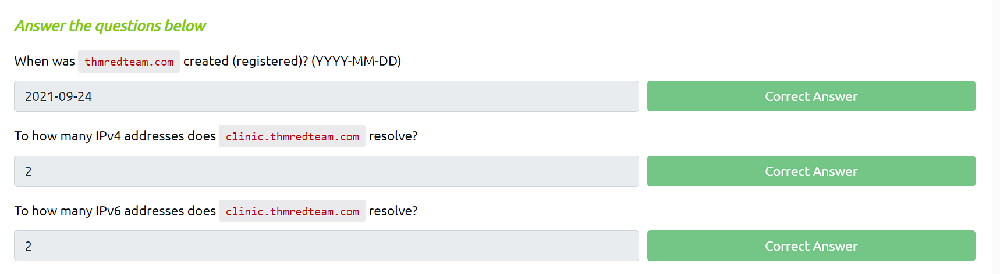 Answer the questions below
When was thmredteam.com created (registered)? (YYYY-MM-DD)
2021-09-24 Correct Answer
To how many IPv4 addresses does clinic.thmredteam.com resolve?
2 Correct Answer
To how many IPv6 addresses does clinic.thmredteam.com resolve?
2 Correct Answer